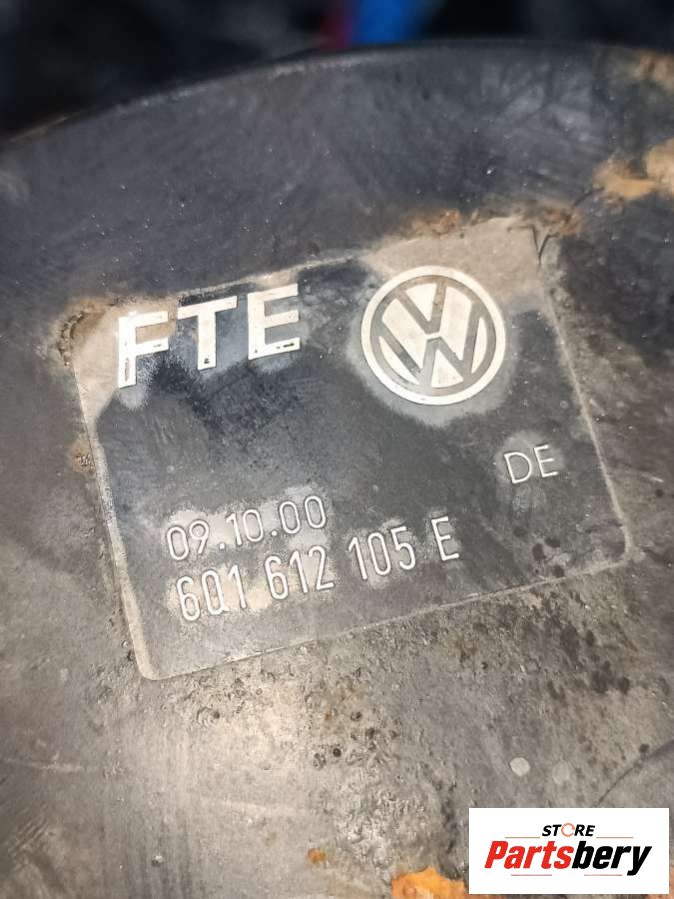 FTE
DE
09.10.00
6Q1 612 105 E
STORE
Partsbery